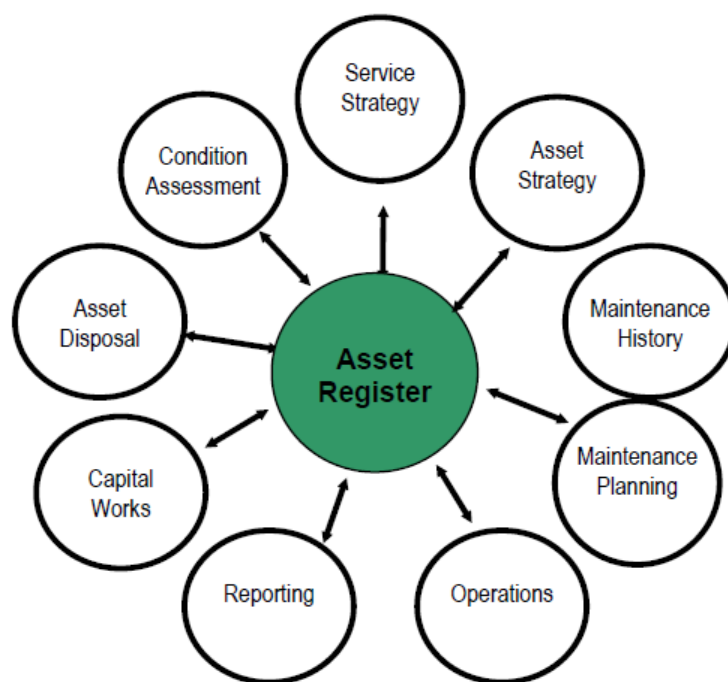 Service
Strategy
Condition
Assessment
Asset
Strategy
Asset
Disposal
Maintenance
History
Asset
Register
Maintenance
Planning
Capital
Works
Reporting
Operations